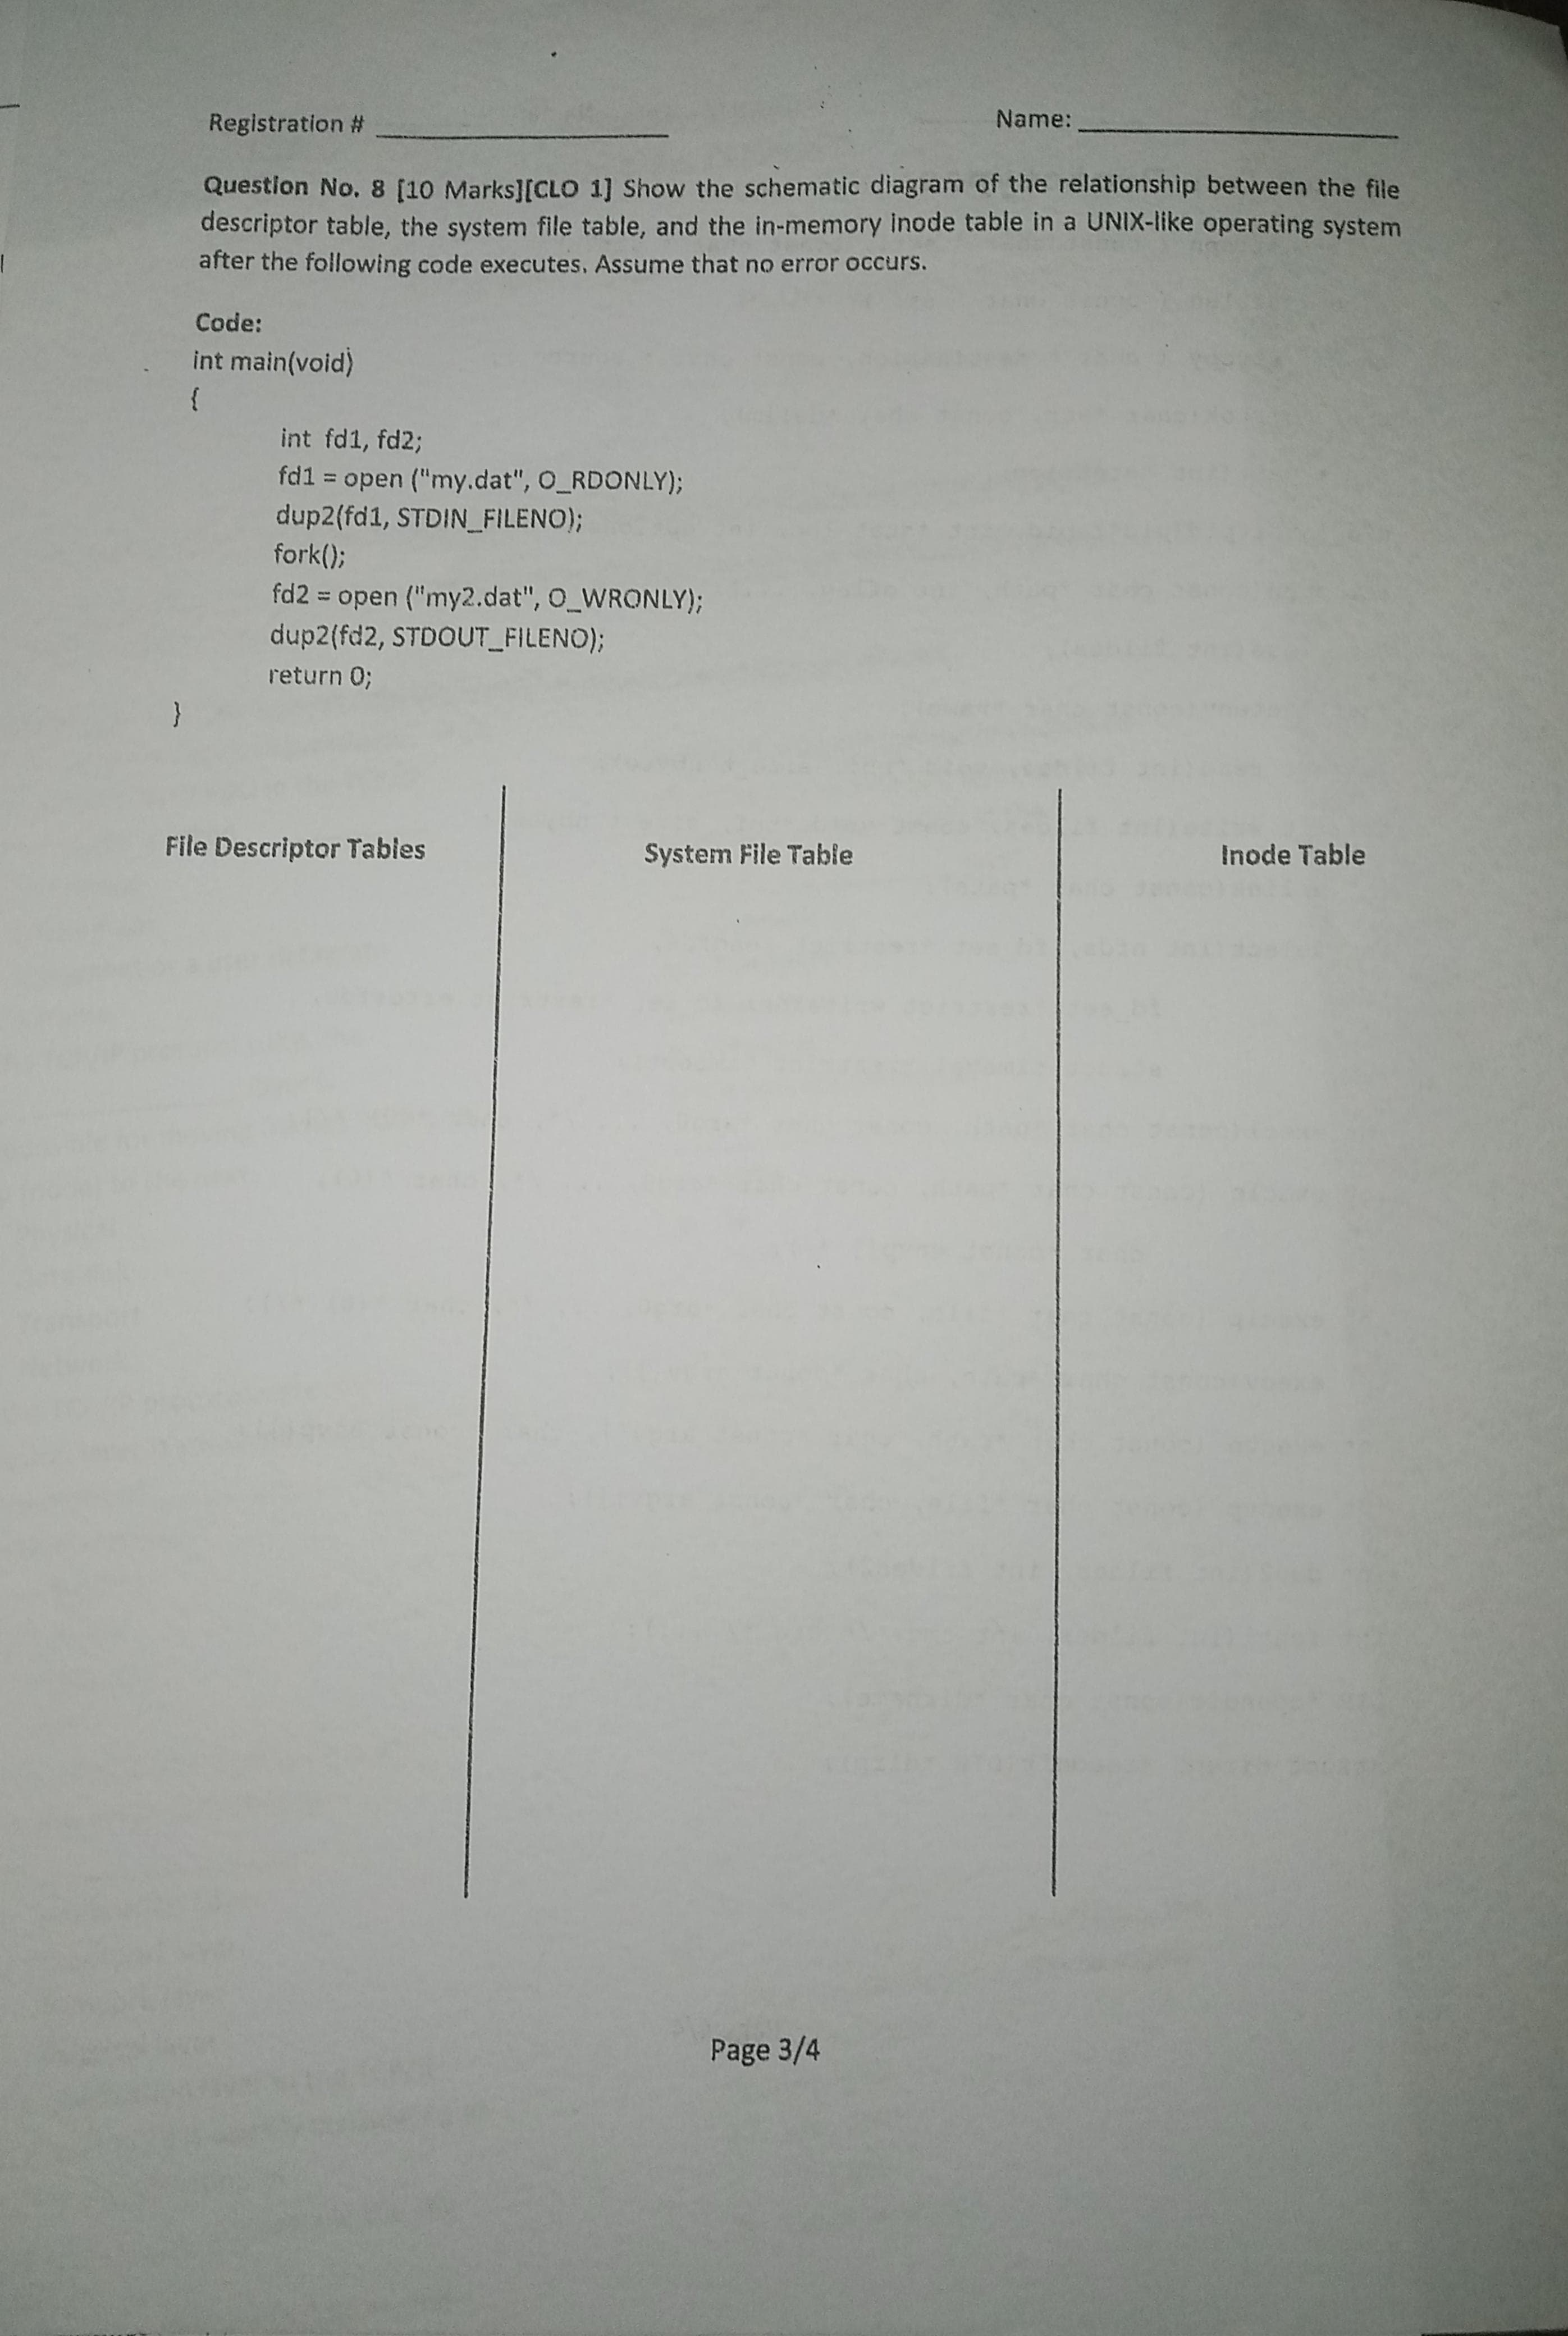 Registration # Name:
Question No. 8 [10 Marks][CLO 1] Show the schematic diagram of the relationship between the file
descriptor table, the system file table, and the in-memory inode table in a UNIX-like operating system
after the following code executes. Assume that no error occurs.
Code:
int main(void)
{
int fd1, fd2;
fd1 = open ("my.dat", O_RDONLY);
dup2(fd1, STDIN_FILENO);
fork();
fd2 = open ("my2.dat", O_WRONLY);
dup2(fd2, STDOUT_FILENO);
return 0;
}
File Descriptor Tables System File Table Inode Table
Page 3/4